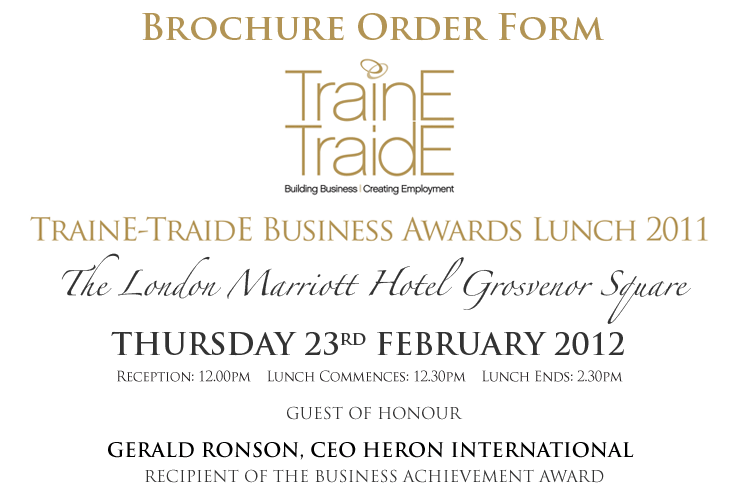 Brochure Order Form
TrainE
TraidE
Building Business | Creating Employment
TrainE-TraidE Business Awards Lunch 2011
The London Marriott Hotel Grosvenor Square
THURSDAY 23RD FEBRUARY 2012
Reception: 12.00pm Lunch Commences: 12.30pm Lunch Ends: 2.30pm
GUEST OF HONOUR
GERALD RONSON, CEO HERON INTERNATIONAL
RECIPIENT OF THE BUSINESS ACHIEVEMENT AWARD